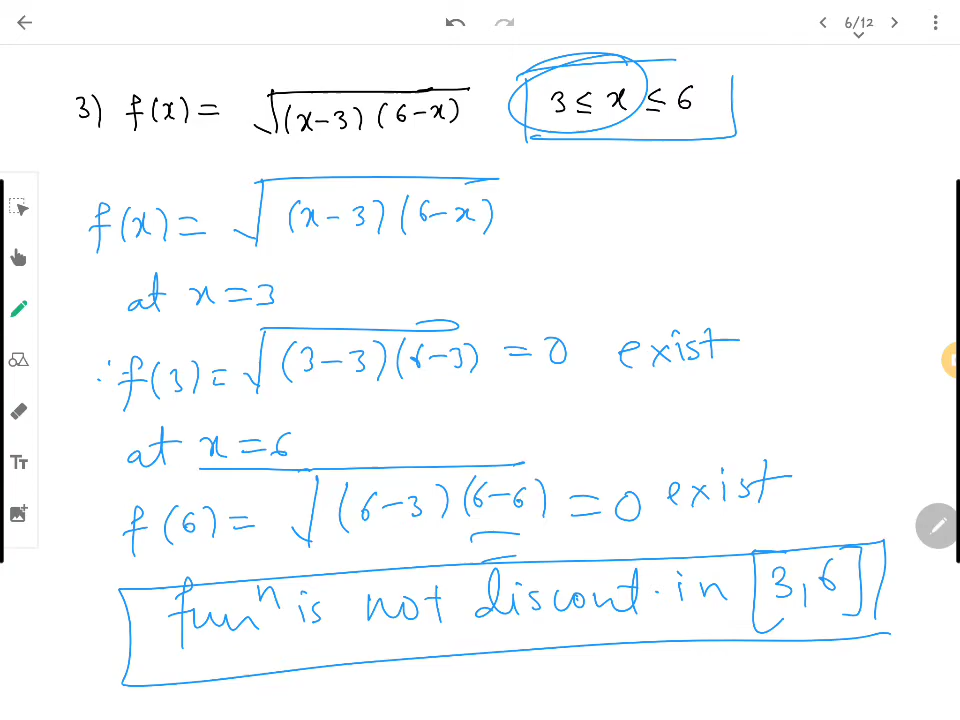 6/12
3) f(x) = √(x-3)(6-x) 3 ≤ x ≤ 6
f(x) = √(x-3)(6-x)
at x=3
∴ f(3) = √(3-3)(6-3) = 0 exist
at x=6
f(6) = √(6-3)(6-6) = 0 exist
funⁿ is not discont. in [3,6]
Tт